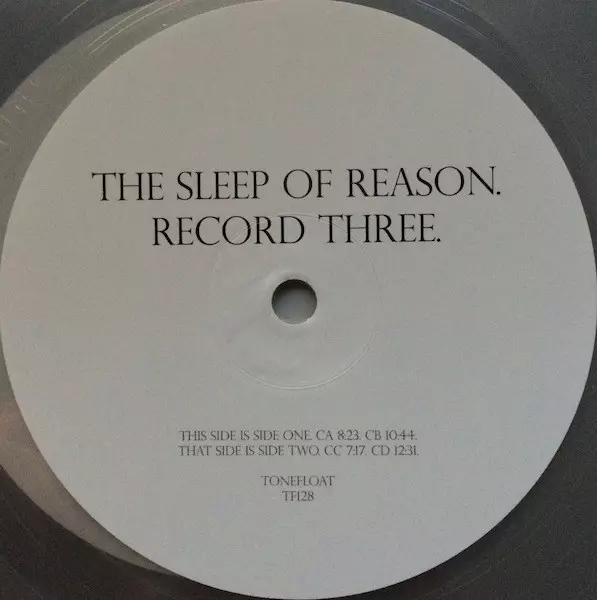 THE SLEEP OF REASON.
RECORD THREE.
THIS SIDE IS SIDE ONE. CA 8:23. CB 10:44.
THAT SIDE IS SIDE TWO. CC 7:17. CD 12:31.
TONEFLOAT
TF128